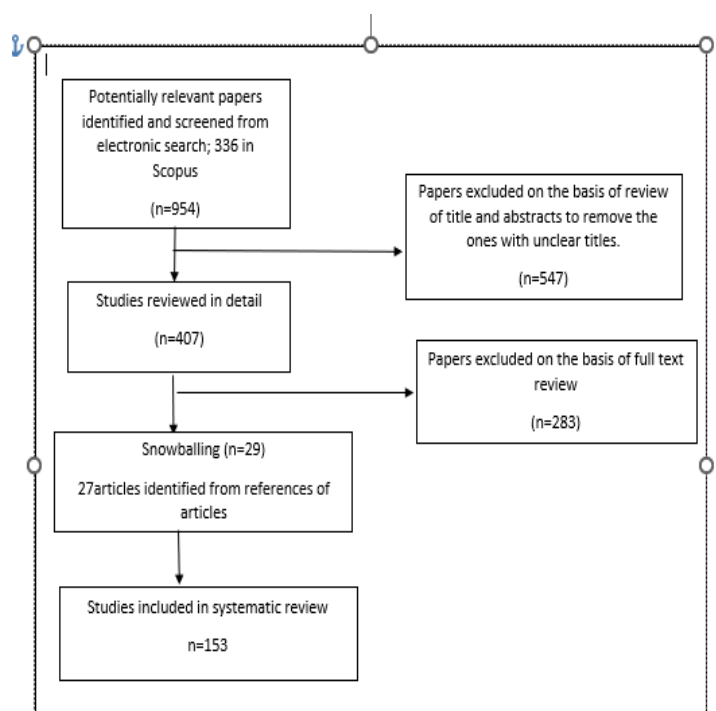 Potentially relevant papers
identified and screened from
electronic search; 336 in
Scopus
(n=954)
Papers excluded on the basis of review
of title and abstracts to remove the
ones with unclear titles.
(n=547)
Studies reviewed in detail
(n=407)
Papers excluded on the basis of full text
review
(n=283)
Snowballing (n=29)
27articles identified from references of
articles
Studies included in systematic review
n=153